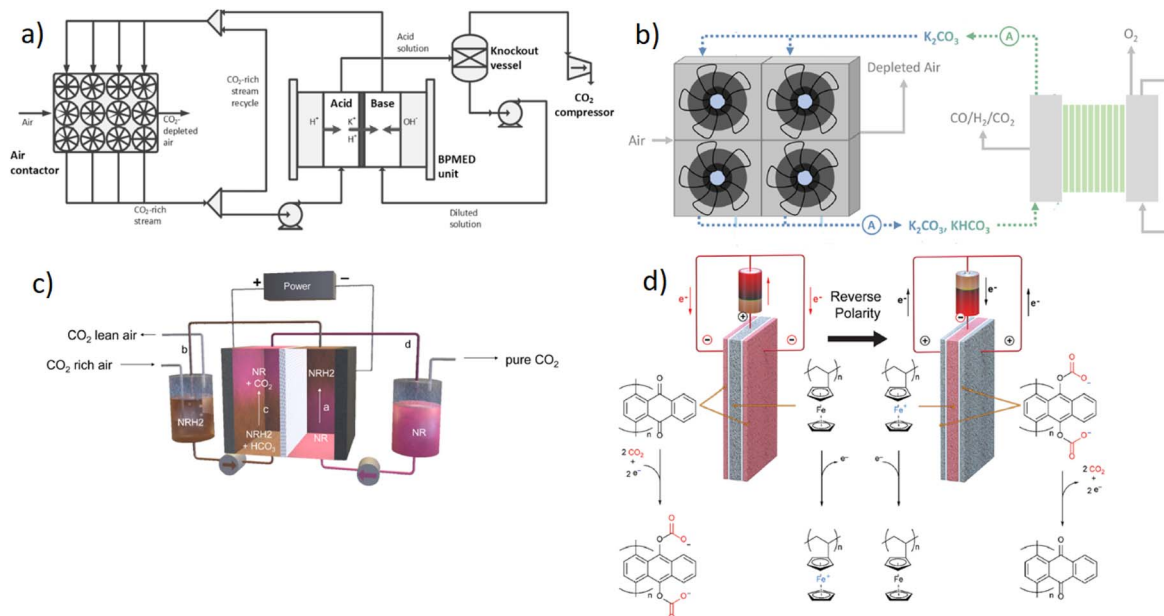 a)
Acid
solution
Knockout
vessel
CO2
compressor
CO2-rich
stream
recycle
Acid
Base
H+
K+
H+
OH-
BPMED
unit
Air
CO2-
depleted
air
Air
contactor
CO2-rich
stream
Diluted
solution
b)
K2CO3
A
O2
Depleted Air
CO/H2/CO2
Air
A
K2CO3, KHCO3
c)
+
Power
−
CO2 lean air
CO2 rich air
b
d
pure CO2
NR
+ CO2
NRH2
NRH2
c
a
NRH2
+ HCO3
NR
d)
e-
+
e-
−
−
Reverse
Polarity
e-
−
e-
+
+
e-
O
O
n
n
Fe
n
Fe+
O
O
O-
O
O
O-
n
2 CO2
+
2 e−
e−
e−
2 CO2
+
2 e−
O
O
O-
O
O-
O
n
n
Fe+
n
Fe
O
O
n